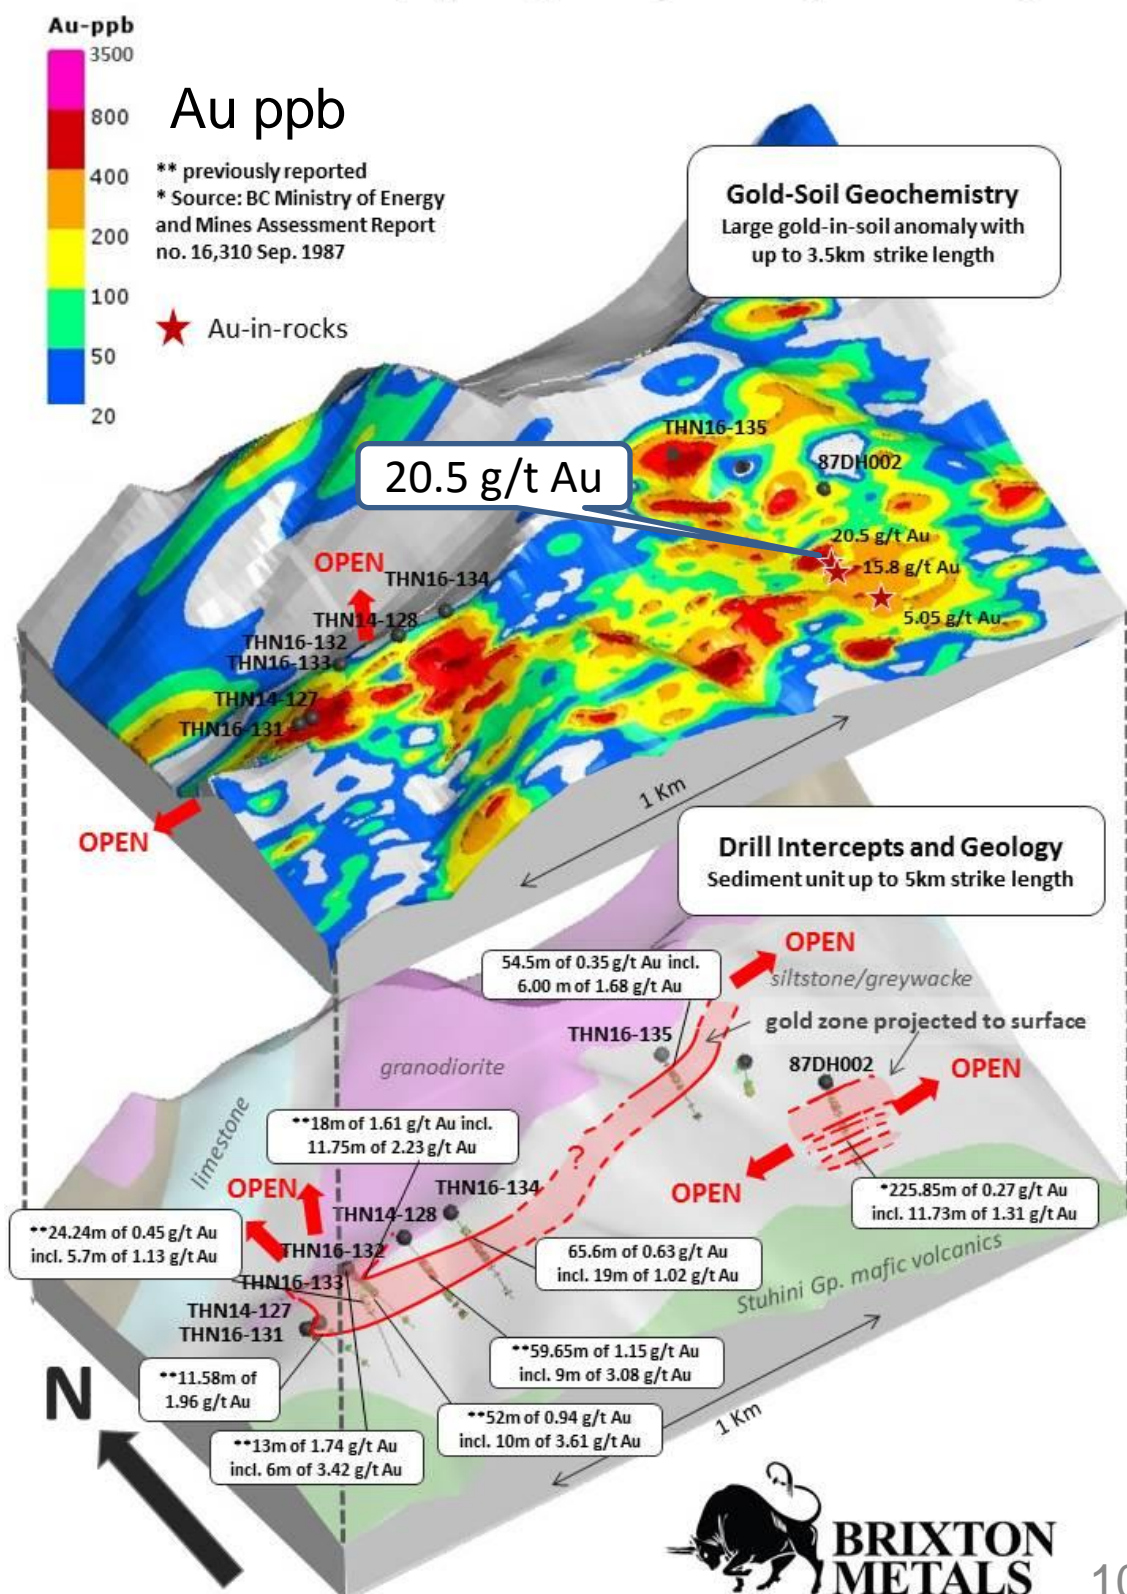 Au-ppb
3500
800
400
200
100
50
20
Au ppb
** previously reported
* Source: BC Ministry of Energy
and Mines Assessment Report
no. 16,310 Sep. 1987
Au-in-rocks
Gold-Soil Geochemistry
Large gold-in-soil anomaly with
up to 3.5km strike length
THN16-135
87DH002
20.5 g/t Au
20.5 g/t Au
15.8 g/t Au
5.05 g/t Au
OPEN
THN16-134
THN14-128
THN16-132
THN16-133
THN14-127
THN16-131
OPEN
1 Km
Drill Intercepts and Geology
Sediment unit up to 5km strike length
OPEN
54.5m of 0.35 g/t Au incl.
6.00 m of 1.68 g/t Au
siltstone/greywacke
gold zone projected to surface
THN16-135
87DH002
OPEN
granodiorite
limestone
**18m of 1.61 g/t Au incl.
11.75m of 2.23 g/t Au
?
OPEN
OPEN
THN16-134
*225.85m of 0.27 g/t Au
incl. 11.73m of 1.31 g/t Au
THN14-128
**24.24m of 0.45 g/t Au
incl. 5.7m of 1.13 g/t Au
THN16-132
65.6m of 0.63 g/t Au
incl. 19m of 1.02 g/t Au
THN16-133
Stuhini Gp. mafic volcanics
THN14-127
THN16-131
**59.65m of 1.15 g/t Au
incl. 9m of 3.08 g/t Au
**11.58m of
1.96 g/t Au
N
**52m of 0.94 g/t Au
incl. 10m of 3.61 g/t Au
1 Km
**13m of 1.74 g/t Au
incl. 6m of 3.42 g/t Au
BRIXTON
METALS